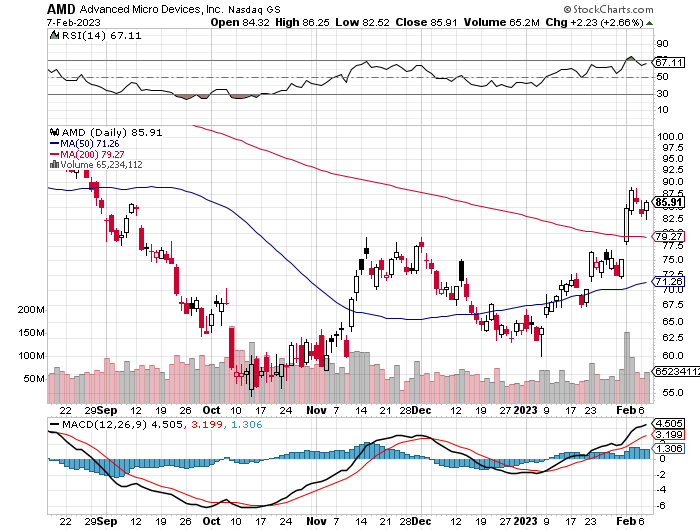 AMD Advanced Micro Devices, Inc. Nasdaq GS © StockCharts.com
7-Feb-2023 Open 84.32 High 86.25 Low 82.52 Close 85.91 Volume 65.2M Chg +2.23 (+2.66%)
RSI(14) 67.11
90
67.11
50
30
10
AMD (Daily) 85.91
MA(50) 71.26
MA(200) 79.27
Volume 65,234,112
100.0
97.5
95.0
92.5
90.0
87.5
85.91
82.5
79.27
75.0
71.26
70.0
67.5
65.0
62.5
60.0
55.0
200M
150M
100M
50M
65234112
22 29 Sep 6 12 19 26 Oct 10 17 24 Nov 7 14 21 28 Dec 12 19 27 2023 9 17 23 Feb 6
MACD(12,26,9) 4.505, 3.199, 1.306
4.505
3.199
1.306
0
-2
-4
-6
22 29 Sep 6 12 19 26 Oct 10 17 24 Nov 7 14 21 28 Dec 12 19 27 2023 9 17 23 Feb 6